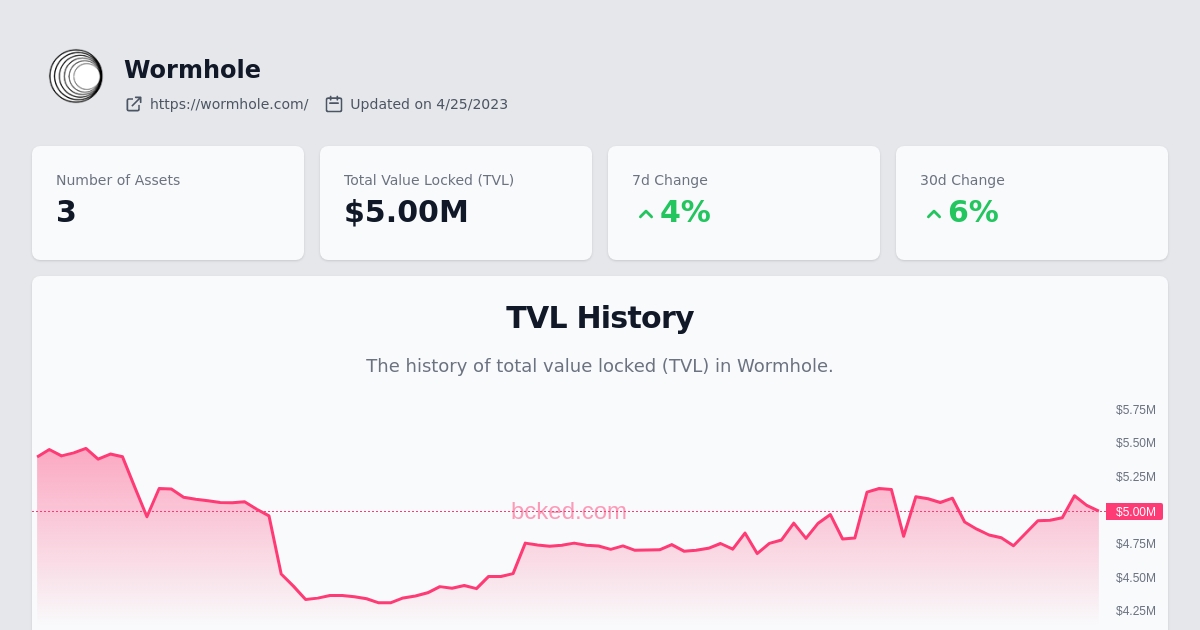 Wormhole
https://wormhole.com/ Updated on 4/25/2023
Number of Assets
3
Total Value Locked (TVL)
$5.00M
7d Change
4%
30d Change
6%
TVL History
The history of total value locked (TVL) in Wormhole.
$5.75M
$5.50M
$5.25M
bcked.com
$5.00M
$4.75M
$4.50M
$4.25M